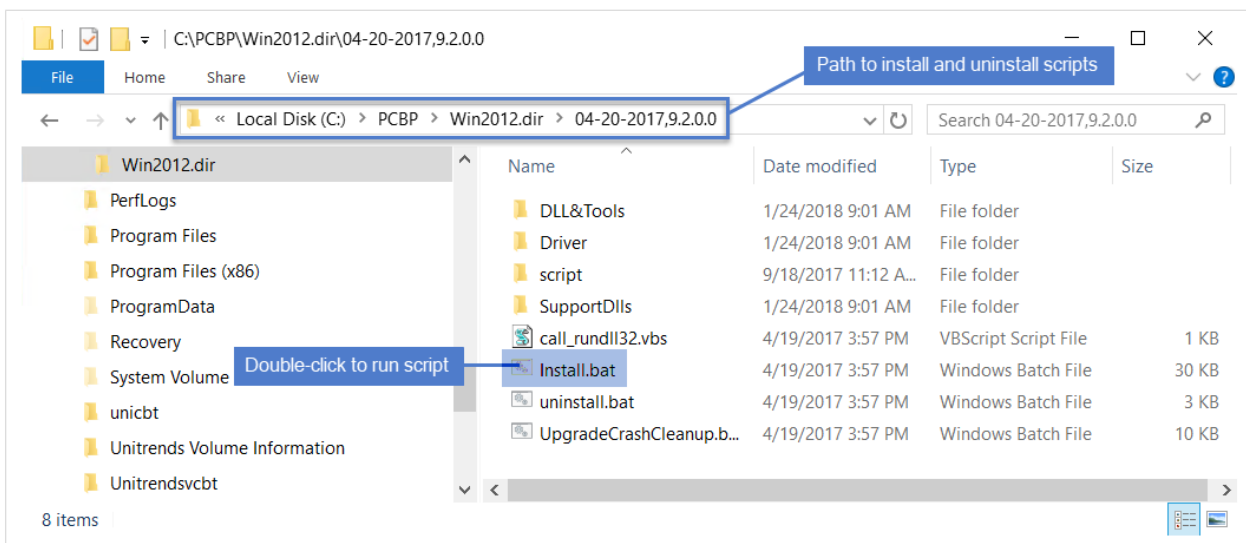 C:\PCBP\Win2012.dir\04-20-2017,9.2.0.0
Path to install and uninstall scripts
File Home Share View ?
« Local Disk (C:) > PCBP > Win2012.dir > 04-20-2017,9.2.0.0 Search 04-20-2017,9.2.0.0
Win2012.dir
PerfLogs
Program Files
Program Files (x86)
ProgramData
Recovery
System Volume
unicbt
Unitrends Volume Information
Unitrendsvcbt
Double-click to run script
Name Date modified Type Size
DLL&Tools 1/24/2018 9:01 AM File folder
Driver 1/24/2018 9:01 AM File folder
script 9/18/2017 11:12 A... File folder
SupportDlls 1/24/2018 9:01 AM File folder
call_rundll32.vbs 4/19/2017 3:57 PM VBScript Script File 1 KB
Install.bat 4/19/2017 3:57 PM Windows Batch File 30 KB
uninstall.bat 4/19/2017 3:57 PM Windows Batch File 3 KB
UpgradeCrashCleanup.b... 4/19/2017 3:57 PM Windows Batch File 10 KB
8 items